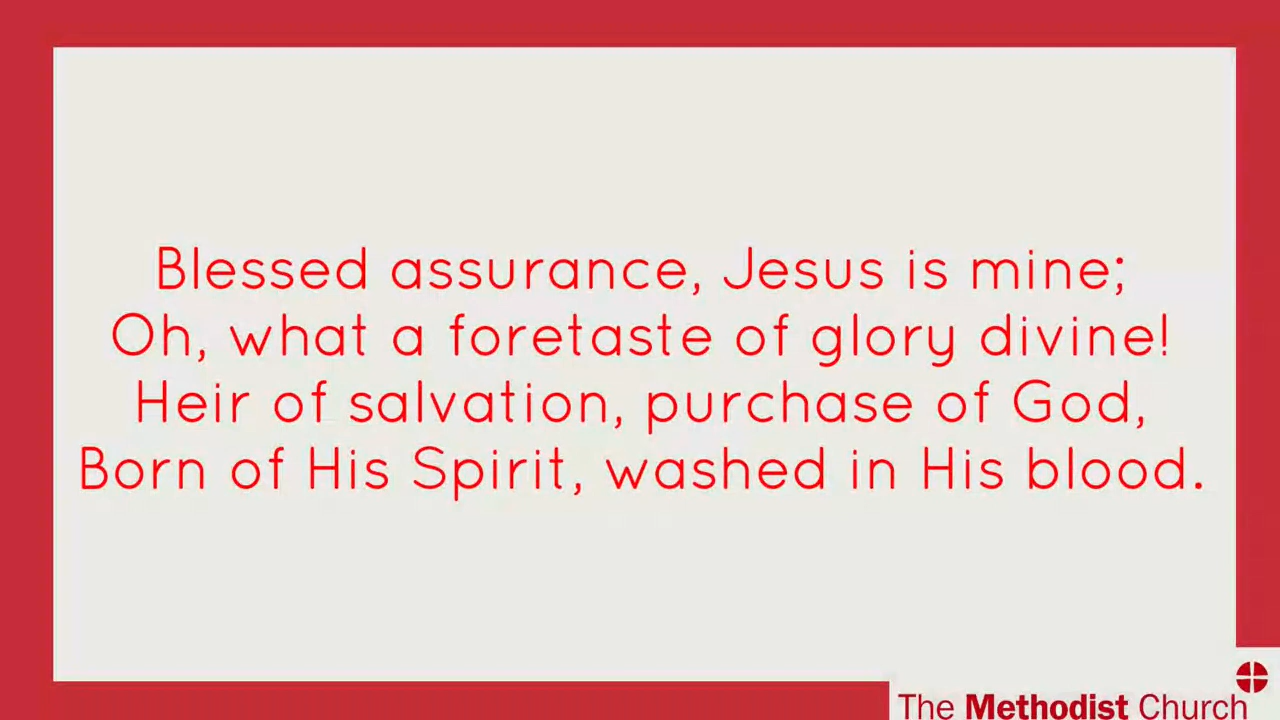 Blessed assurance, Jesus is mine;
Oh, what a foretaste of glory divine!
Heir of salvation, purchase of God,
Born of His Spirit, washed in His blood.
The Methodist Church